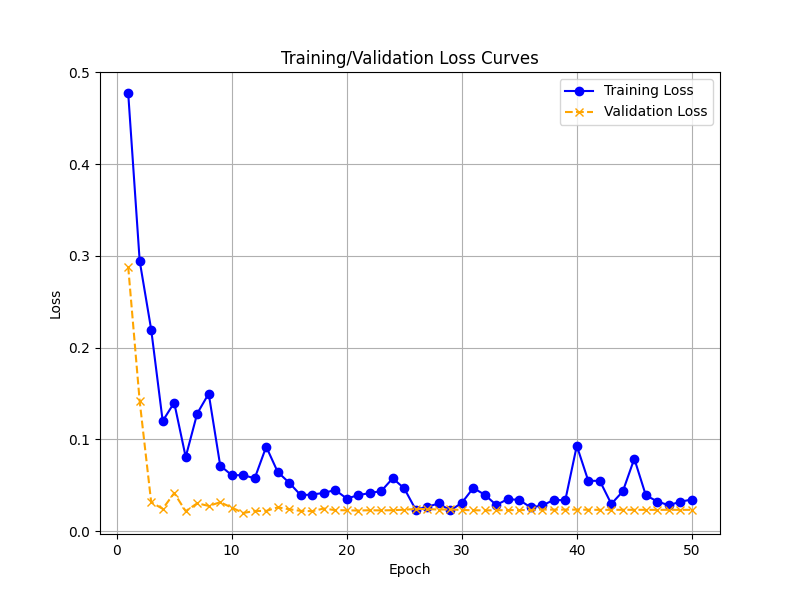 Training/Validation Loss Curves
Training Loss
Validation Loss
Loss
0.5
0.4
0.3
0.2
0.1
0.0
0 10 20 30 40 50
Epoch